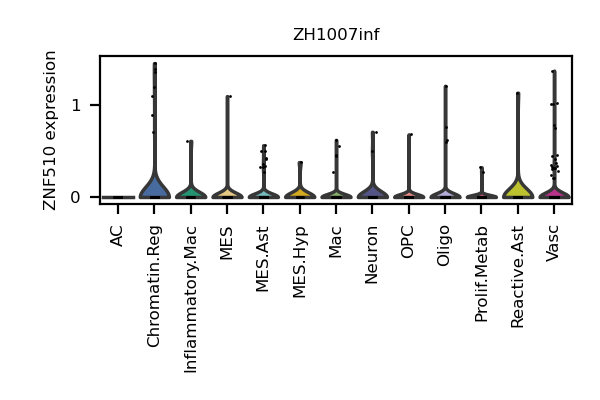 ZH1007inf
ZNF510 expression
1
0
AC
Chromatin.Reg
Inflammatory.Mac
MES
MES.Ast
MES.Hyp
Mac
Neuron
OPC
Oligo
Prolif.Metab
Reactive.Ast
Vasc